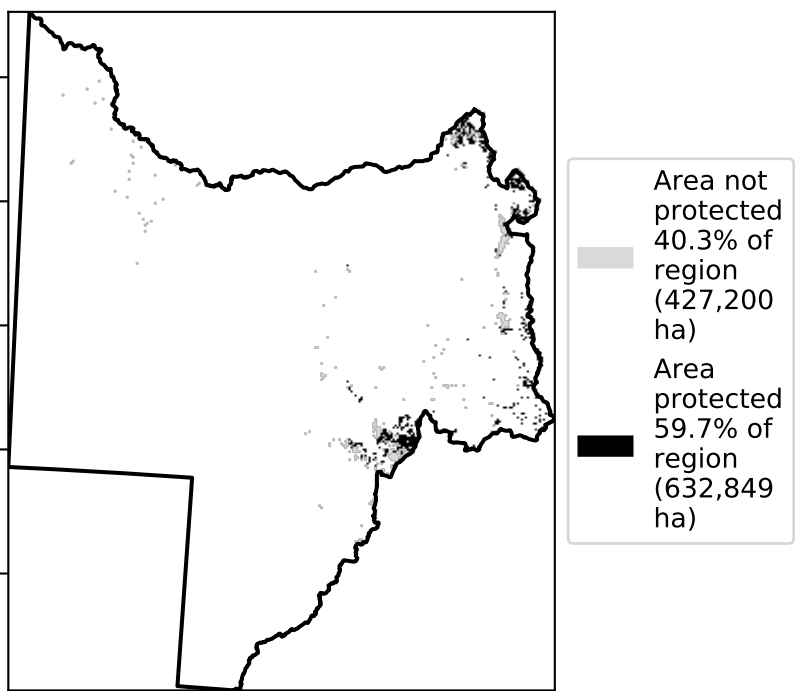 Area not
protected
40.3% of
region
(427,200
ha)
Area
protected
59.7% of
region
(632,849
ha)